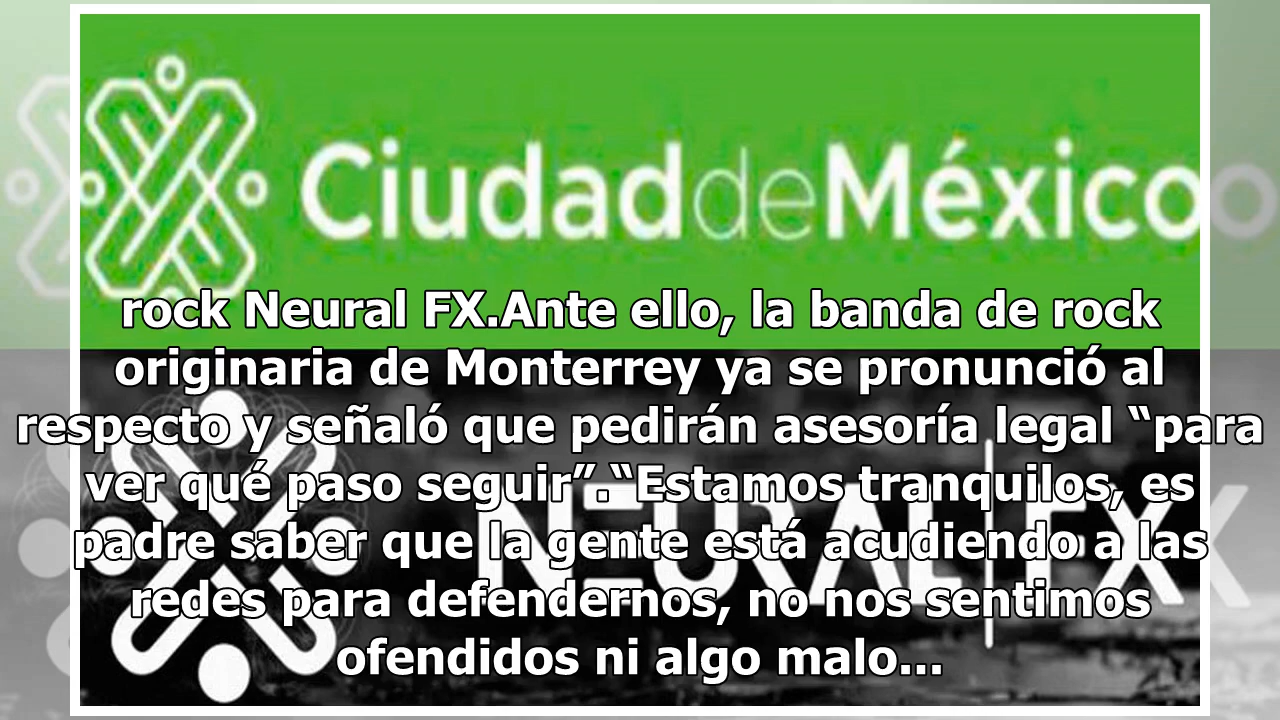 CiudaddeMéxico
rock Neural FX.Ante ello, la banda de rock
originaria de Monterrey ya se pronunció al
respecto y señaló que pedirán asesoría legal “para
ver qué paso seguir”.“Estamos tranquilos, es
padre saber que la gente está acudiendo a las
redes para defendernos, no nos sentimos
ofendidos ni algo malo...
NEURAL FX